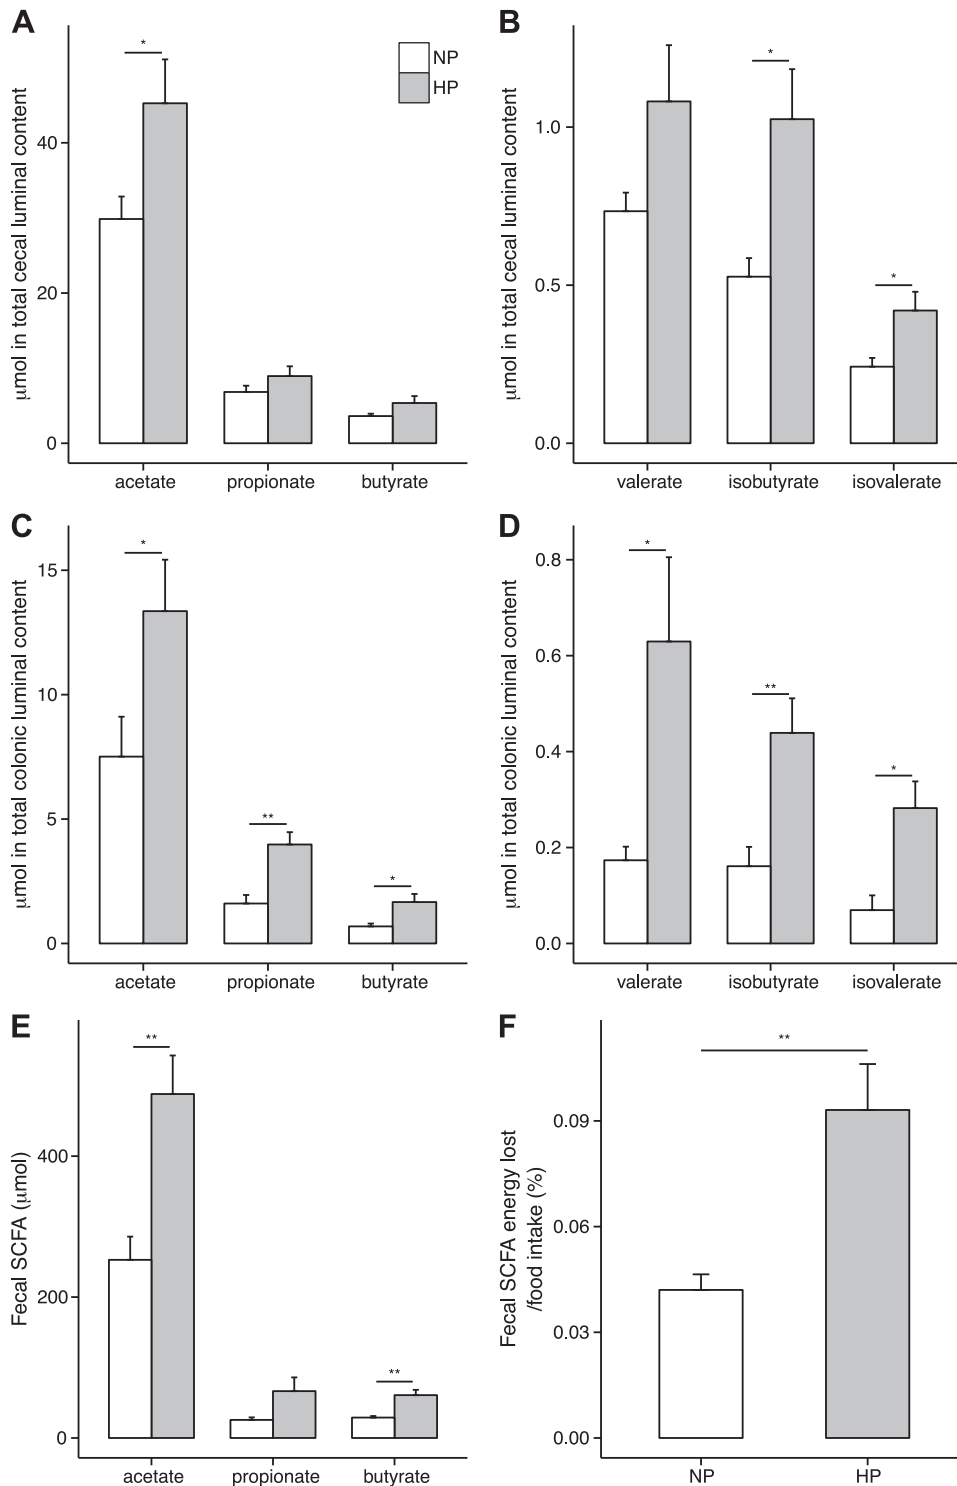 A
μmol in total cecal luminal content
40
20
0
*
NP
HP
acetate propionate butyrate
B
μmol in total cecal luminal content
1.0
0.5
0.0
*
*
valerate isobutyrate isovalerate
C
μmol in total colonic luminal content
15
10
5
0
*
**
*
acetate propionate butyrate
D
μmol in total colonic luminal content
0.8
0.6
0.4
0.2
0.0
*
**
*
valerate isobutyrate isovalerate
E
Fecal SCFA (μmol)
400
200
0
**
**
acetate propionate butyrate
F
Fecal SCFA energy lost
/food intake (%)
0.09
0.06
0.03
0.00
**
NP HP